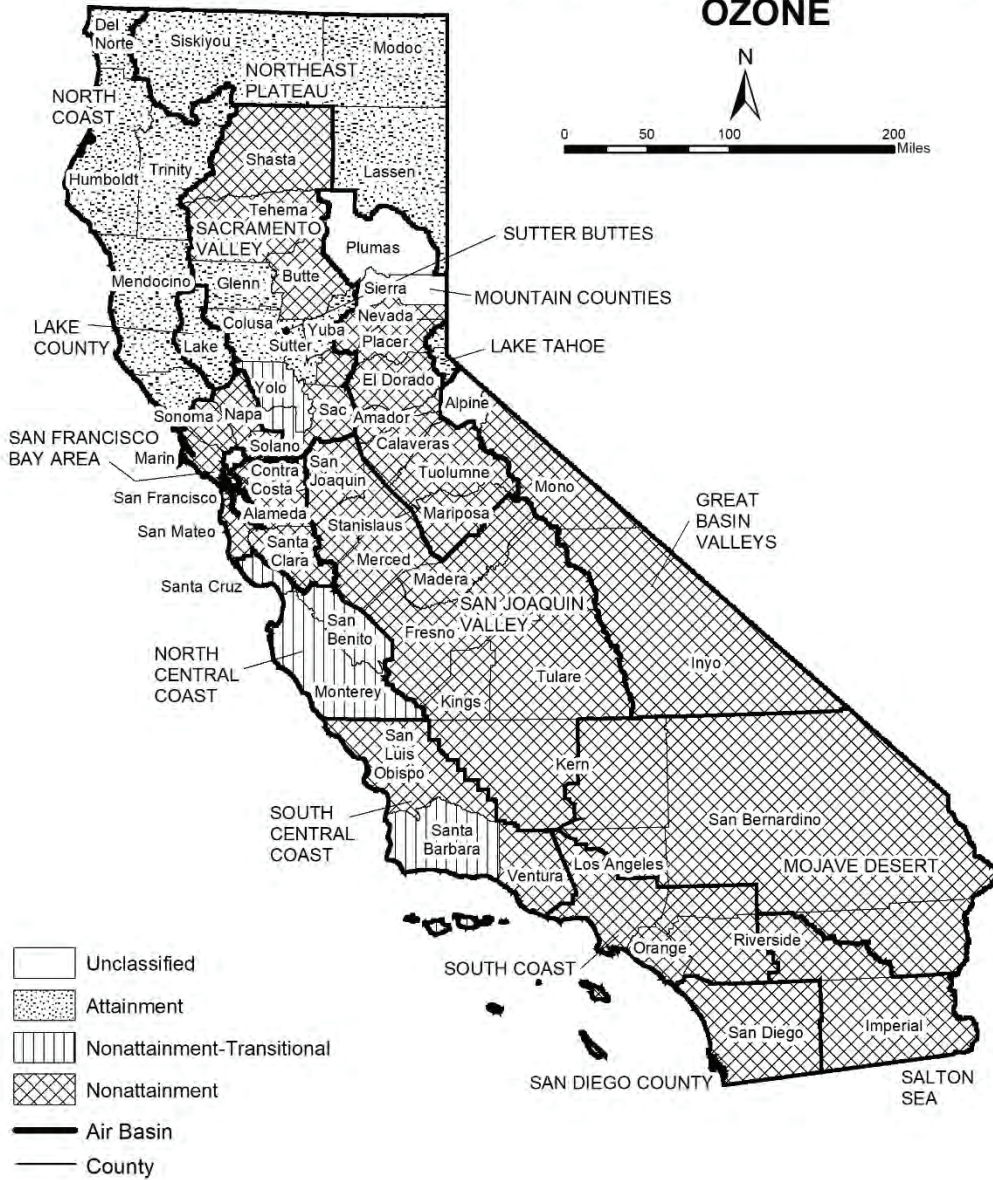 OZONE
N
0 50 100 200
Miles
Del
Norte
Siskiyou
Modoc
NORTHEAST
PLATEAU
NORTH
COAST
Shasta
Trinity
Humboldt
Lassen
Tehema
SACRAMENTO
VALLEY
SUTTER BUTTES
Plumas
Butte
Glenn
Mendocino
Sierra
MOUNTAIN COUNTIES
Nevada
Colusa
Yuba
Sutter
Placer
LAKE
COUNTY
Lake
LAKE TAHOE
Yolo
El Dorado
Alpine
Sonoma
Napa
Sac
Amador
SAN FRANCISCO
BAY AREA
Solano
Calaveras
Marin
Contra
Costa
San
Joaquin
Tuolumne
Mono
San Francisco
Alameda
Mariposa
GREAT
BASIN
VALLEYS
San Mateo
Stanislaus
Santa
Clara
Merced
Santa Cruz
Madera
SAN JOAQUIN
VALLEY
San
Benito
Fresno
NORTH
CENTRAL
COAST
Inyo
Tulare
Monterey
Kings
San
Luis
Obispo
Kern
SOUTH
CENTRAL
COAST
San Bernardino
Santa
Barbara
Los Angeles
MOJAVE DESERT
Ventura
Orange
Riverside
SOUTH COAST
San Diego
Imperial
SAN DIEGO COUNTY
SALTON
SEA
Unclassified
Attainment
Nonattainment-Transitional
Nonattainment
Air Basin
County